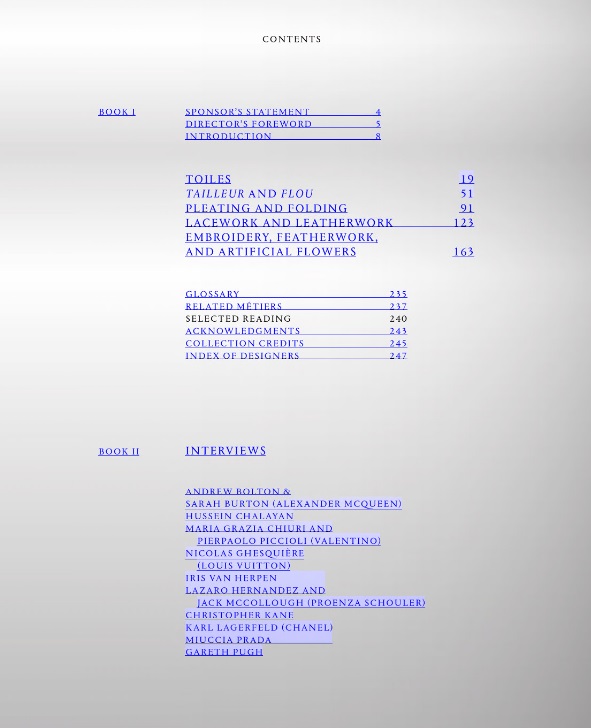 CONTENTS
BOOK I
SPONSOR'S STATEMENT 4
DIRECTOR'S FOREWORD 5
INTRODUCTION 8
TOILES 19
TAILLEUR AND FLOU 51
PLEATING AND FOLDING 91
LACEWORK AND LEATHERWORK 123
EMBROIDERY, FEATHERWORK,
AND ARTIFICIAL FLOWERS 163
GLOSSARY 235
RELATED MÉTIERS 237
SELECTED READING 240
ACKNOWLEDGMENTS 243
COLLECTION CREDITS 245
INDEX OF DESIGNERS 247
BOOK II INTERVIEWS
ANDREW BOLTON &
SARAH BURTON (ALEXANDER MCQUEEN)
HUSSEIN CHALAYAN
MARIA GRAZIA CHIURI AND
PIERPAOLO PICCIOLI (VALENTINO)
NICOLAS GHESQUIÈRE
(LOUIS VUITTON)
IRIS VAN HERPEN
LAZARO HERNANDEZ AND
JACK MCCOLLOUGH (PROENZA SCHOULER)
CHRISTOPHER KANE
KARL LAGERFELD (CHANEL)
MIUCCIA PRADA
GARETH PUGH